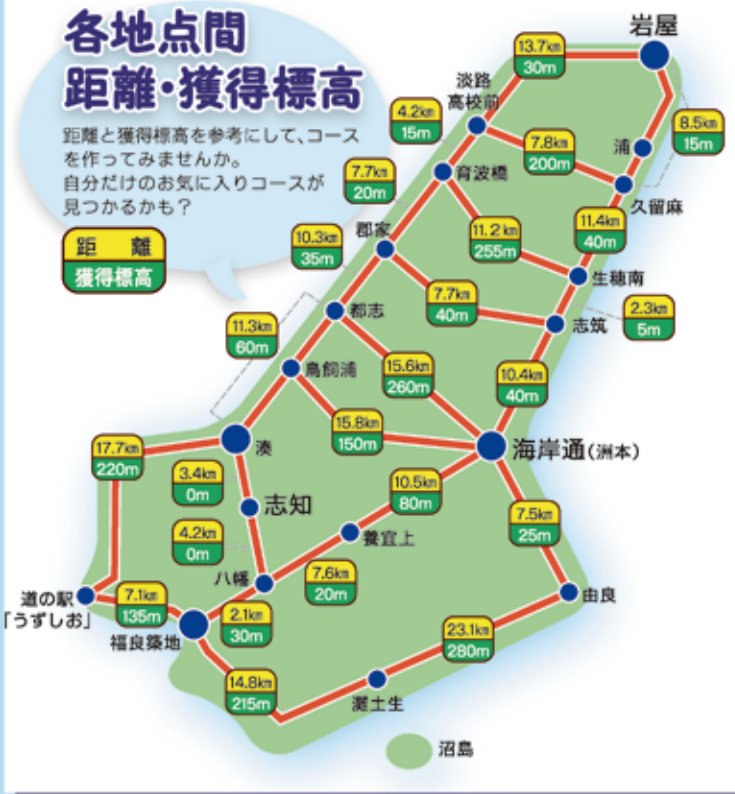 各地点間
距離・獲得標高
距離と獲得標高を参考にして、コース
を作ってみませんか。
自分だけのお気に入りコースが
見つかるかも？
距 離
獲得標高
岩屋
13.7km
30m
淡路
高校前
4.2km
15m
8.5km
15m
7.8km
200m
浦
育波橋
久留麻
7.7km
20m
郡家
11.2km
255m
11.4km
40m
10.3km
35m
生穂南
7.7km
40m
2.3km
5m
都志
志筑
11.3km
60m
鳥飼浦
15.6km
260m
10.4km
40m
15.8km
150m
海岸通(洲本)
湊
17.7km
220m
3.4km
0m
10.5km
80m
志知
7.5km
25m
4.2km
0m
養宜上
八幡
7.6km
20m
由良
道の駅
「うずしお」
7.1km
135m
2.1km
30m
福良築地
23.1km
280m
14.8km
215m
灘土生
沼島